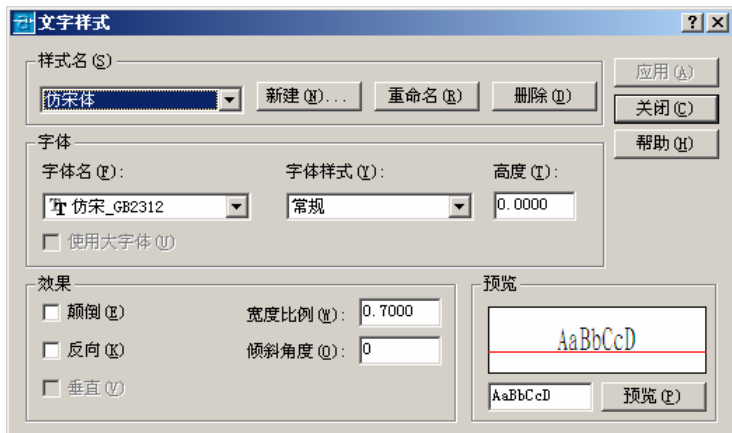 文字样式
样式名(S)
仿宋体 新建(N)... 重命名(R) 删除(D)
应用(A)
关闭(C)
帮助(H)
字体
字体名(F): 字体样式(Y): 高度(T):
仿宋_GB2312 常规 0.0000
使用大字体(U)
效果
颠倒(E) 宽度比例(W): 0.7000
反向(K) 倾斜角度(O): 0
垂直(V)
预览
AaBbCcD
AaBbCcD 预览(P)